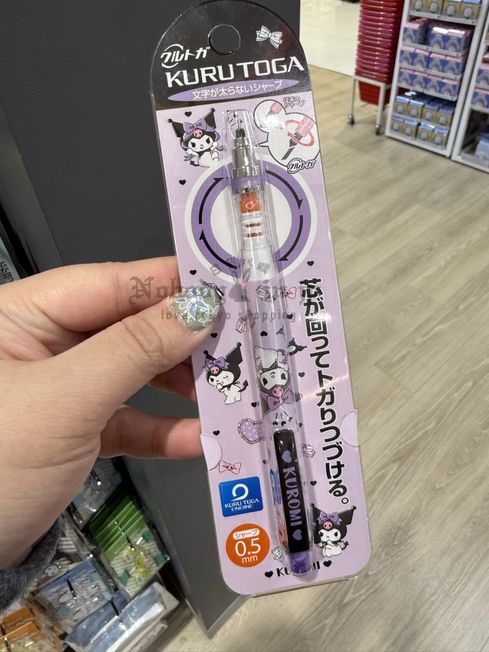 クルトガ
KURU TOGA
文字が太らないシャープ
クルトガ
芯が回ってトガりつづける。
KUROMI
KURU TOGA
ENGINE
シャープ
0.5
mm
KUROMI